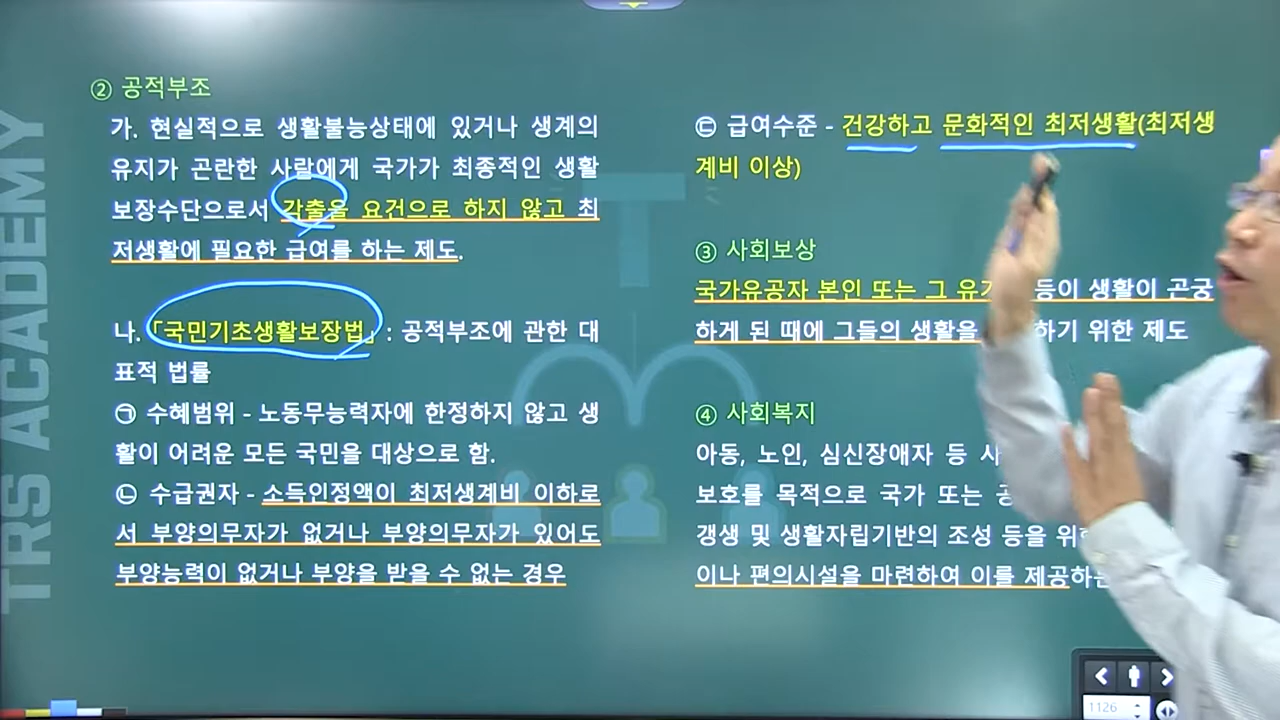 ② 공적부조
가. 현실적으로 생활불능상태에 있거나 생계의
유지가 곤란한 사람에게 국가가 최종적인 생활
보장수단으로서 각출을 요건으로 하지 않고 최
저생활에 필요한 급여를 하는 제도.
나. 「국민기초생활보장법」 : 공적부조에 관한 대
표적 법률
㉠ 수혜범위 - 노동무능력자에 한정하지 않고 생
활이 어려운 모든 국민을 대상으로 함.
㉡ 수급권자 - 소득인정액이 최저생계비 이하로
서 부양의무자가 없거나 부양의무자가 있어도
부양능력이 없거나 부양을 받을 수 없는 경우
㉢ 급여수준 - 건강하고 문화적인 최저생활(최저생
계비 이상)
③ 사회보상
국가유공자 본인 또는 그 등이 생활이 곤궁
하게 된 때에 그들의 생활을 하기 위한 제도
④ 사회복지
아동, 노인, 심신장애자 등
보호를 목적으로 국가 또는
갱생 및 생활자립기반의 조성 등을
이나 편의시설을 마련하여 이를 제공하는
TRS ACADEMY
1126